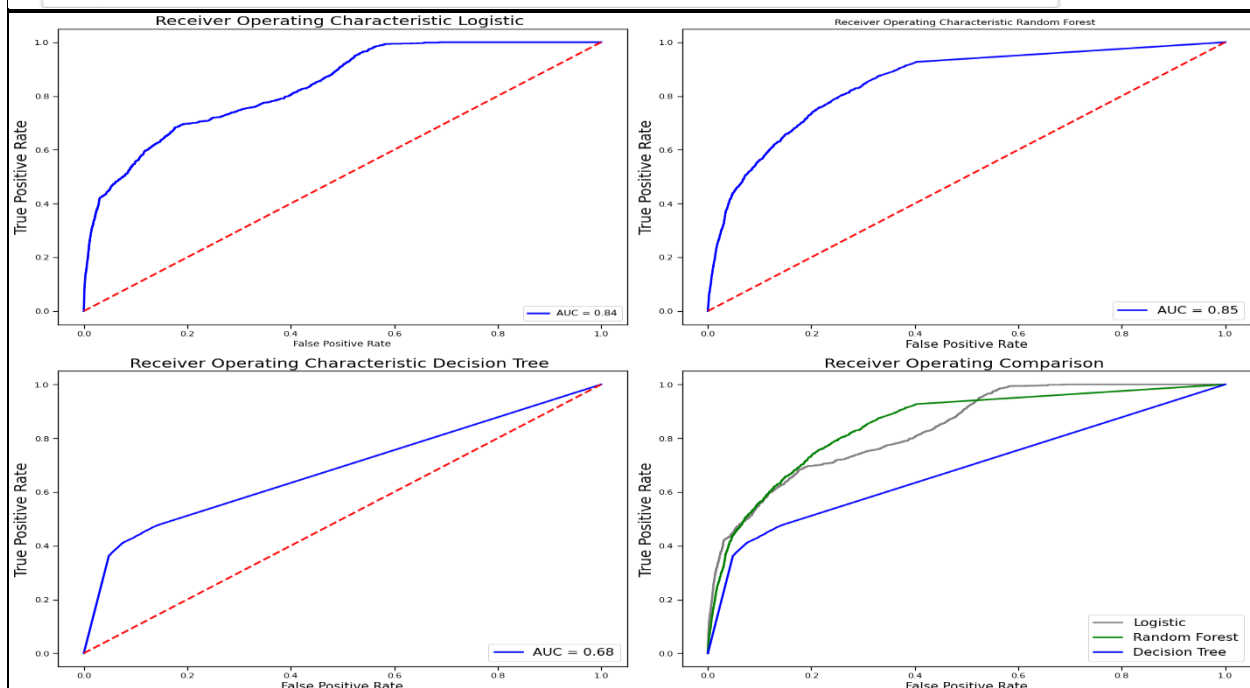 Receiver Operating Characteristic Logistic
True Positive Rate
1.0
0.8
0.6
0.4
0.2
0.0
AUC = 0.84
0.0 0.2 0.4 0.6 0.8 1.0
False Positive Rate
Receiver Operating Characteristic Random Forest
True Positive Rate
1.0
0.8
0.6
0.4
0.2
0.0
AUC = 0.85
0.0 0.2 0.4 0.6 0.8 1.0
False Positive Rate
Receiver Operating Characteristic Decision Tree
True Positive Rate
1.0
0.8
0.6
0.4
0.2
0.0
AUC = 0.68
0.0 0.2 0.4 0.6 0.8 1.0
False Positive Rate
Receiver Operating Comparison
True Positive Rate
1.0
0.8
0.6
0.4
0.2
0.0
Logistic
Random Forest
Decision Tree
0.0 0.2 0.4 0.6 0.8 1.0
False Positive Rate